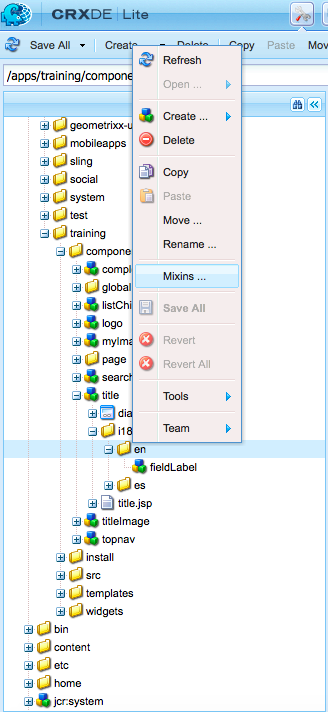 CRXDE | Lite
Save All Create Delete Copy Paste Mov
/apps/training/compone
Refresh
Open ...
Create ...
Delete
Copy
Paste
Move ...
Rename ...
Mixins ...
Save All
Revert
Revert All
Tools
Team
geometrixx-
mobileapps
sling
social
system
test
training
compone
comple
global
listChi
logo
myIma
page
search
title
dia
i18
en
fieldLabel
es
title.jsp
titleImage
topnav
install
src
templates
widgets
bin
content
etc
home
jcr:system